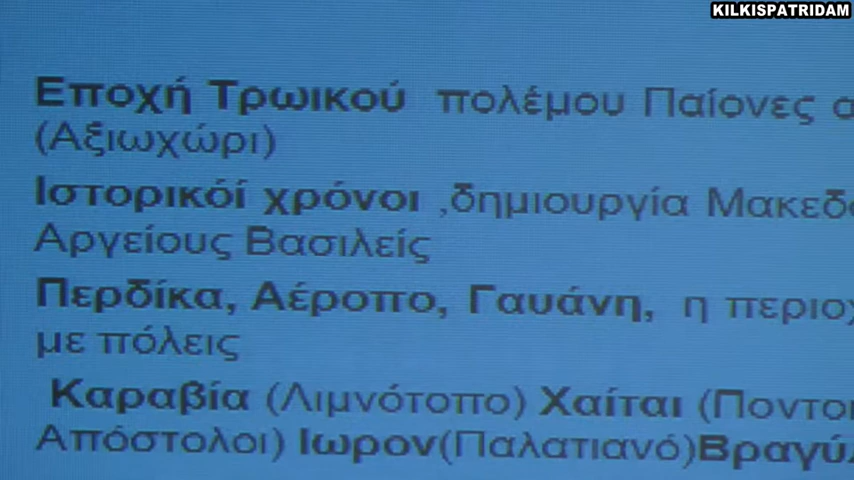 KILKISPATRIDAM
Εποχή Τρωικού πολέμου Παίονες
(Αξιωχώρι)
Ιστορικόί χρόνοι ,δημιουργία
Αργείους Βασιλείς
Περδίκα, Αέροπο, Γαυάνη, η
με πόλεις
Καραβία (Λιμνότοπο) Χαίται
Απόστολοι) Ιωρον(Παλατιανό)